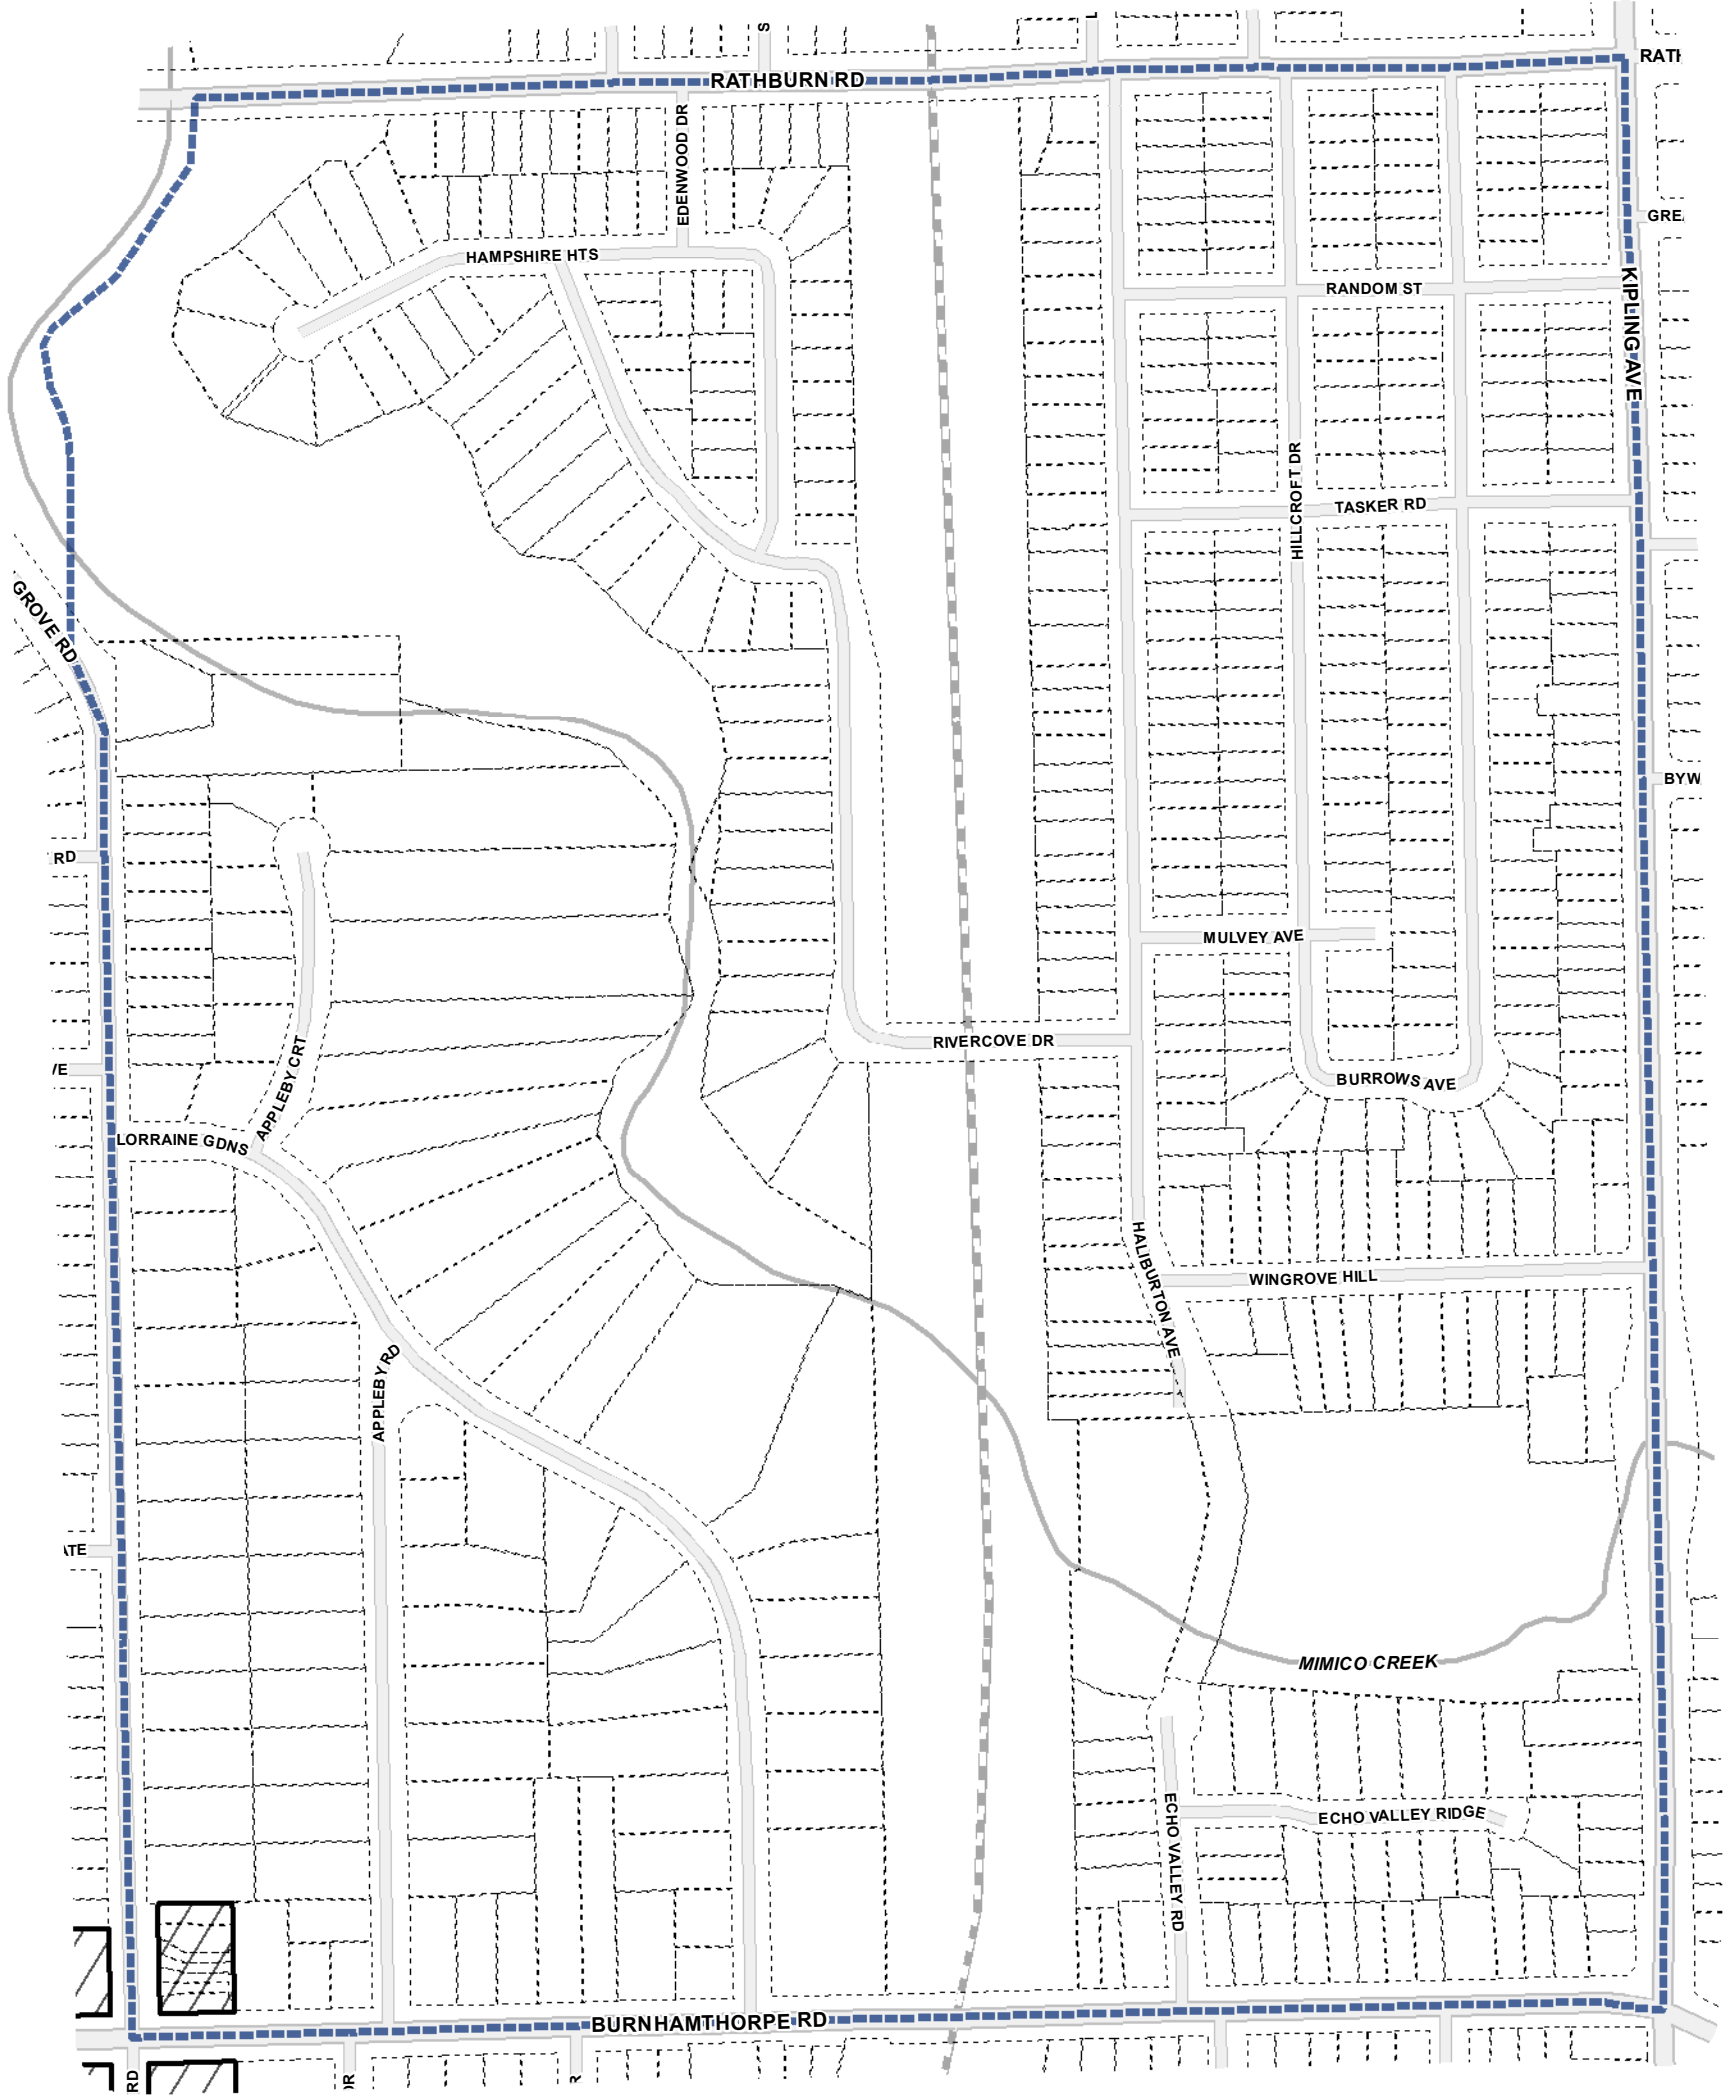 S
RATHBURN RD
EDENWOOD DR
GRE
HAMPSHIRE HTS
RANDOM ST
KIPLING AVE
HILLCROFT DR
TASKER RD
GROVE RD
BYW
RD
MULVEY AVE
RIVERCOVE DR
APPLEBY CRT
BURROWS AVE
LORRAINE GDNS
HALIBURTON AVE
WINGROVE HILL
APPLEBY RD
MIMICO CREEK
ECHO VALLEY RD
ECHO VALLEY RIDGE
BURNHAMTHORPE RD
RD